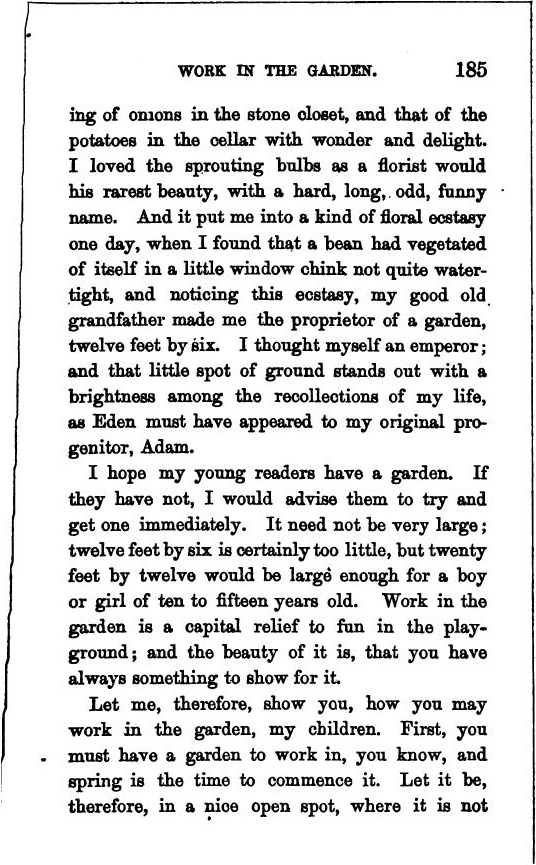 WORK IN THE GARDEN. 185
ing of onions in the stone closet, and that of the
potatoes in the cellar with wonder and delight.
I loved the sprouting bulbs as a florist would
his rarest beauty, with a hard, long, odd, funny
name. And it put me into a kind of floral ecstasy
one day, when I found that a bean had vegetated
of itself in a little window chink not quite water-
tight, and noticing this ecstasy, my good old
grandfather made me the proprietor of a garden,
twelve feet by six. I thought myself an emperor;
and that little spot of ground stands out with a
brightness among the recollections of my life,
as Eden must have appeared to my original pro-
genitor, Adam.
I hope my young readers have a garden. If
they have not, I would advise them to try and
get one immediately. It need not be very large;
twelve feet by six is certainly too little, but twenty
feet by twelve would be large enough for a boy
or girl of ten to fifteen years old. Work in the
garden is a capital relief to fun in the play-
ground; and the beauty of it is, that you have
always something to show for it.
Let me, therefore, show you, how you may
work in the garden, my children. First, you
must have a garden to work in, you know, and
spring is the time to commence it. Let it be,
therefore, in a nice open spot, where it is not